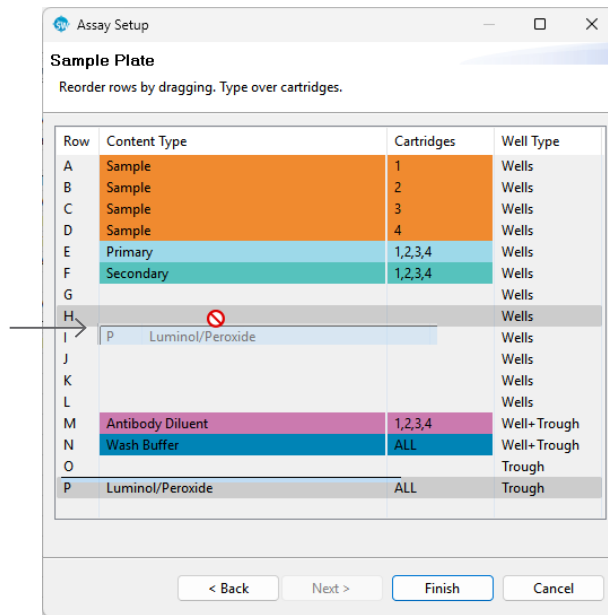 SW Assay Setup
Sample Plate
Reorder rows by dragging. Type over cartridges.
Row Content Type Cartridges Well Type
A Sample 1 Wells
B Sample 2 Wells
C Sample 3 Wells
D Sample 4 Wells
E Primary 1,2,3,4 Wells
F Secondary 1,2,3,4 Wells
G Wells
H Wells
I P Luminol/Peroxide Wells
J Wells
K Wells
L Wells
M Antibody Diluent 1,2,3,4 Well+Trough
N Wash Buffer ALL Well+Trough
O Trough
P Luminol/Peroxide ALL Trough
< Back Next > Finish Cancel